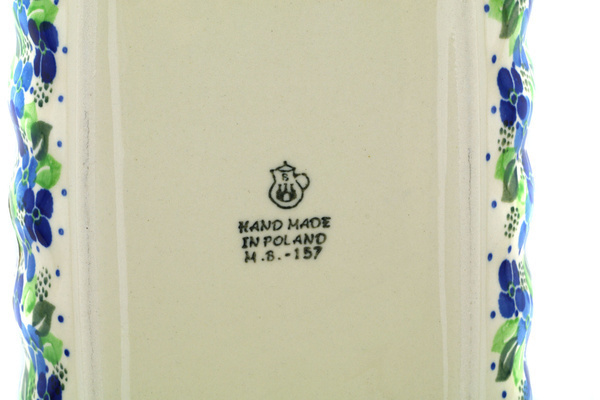 B
HAND MADE
IN POLAND
M.B.-157